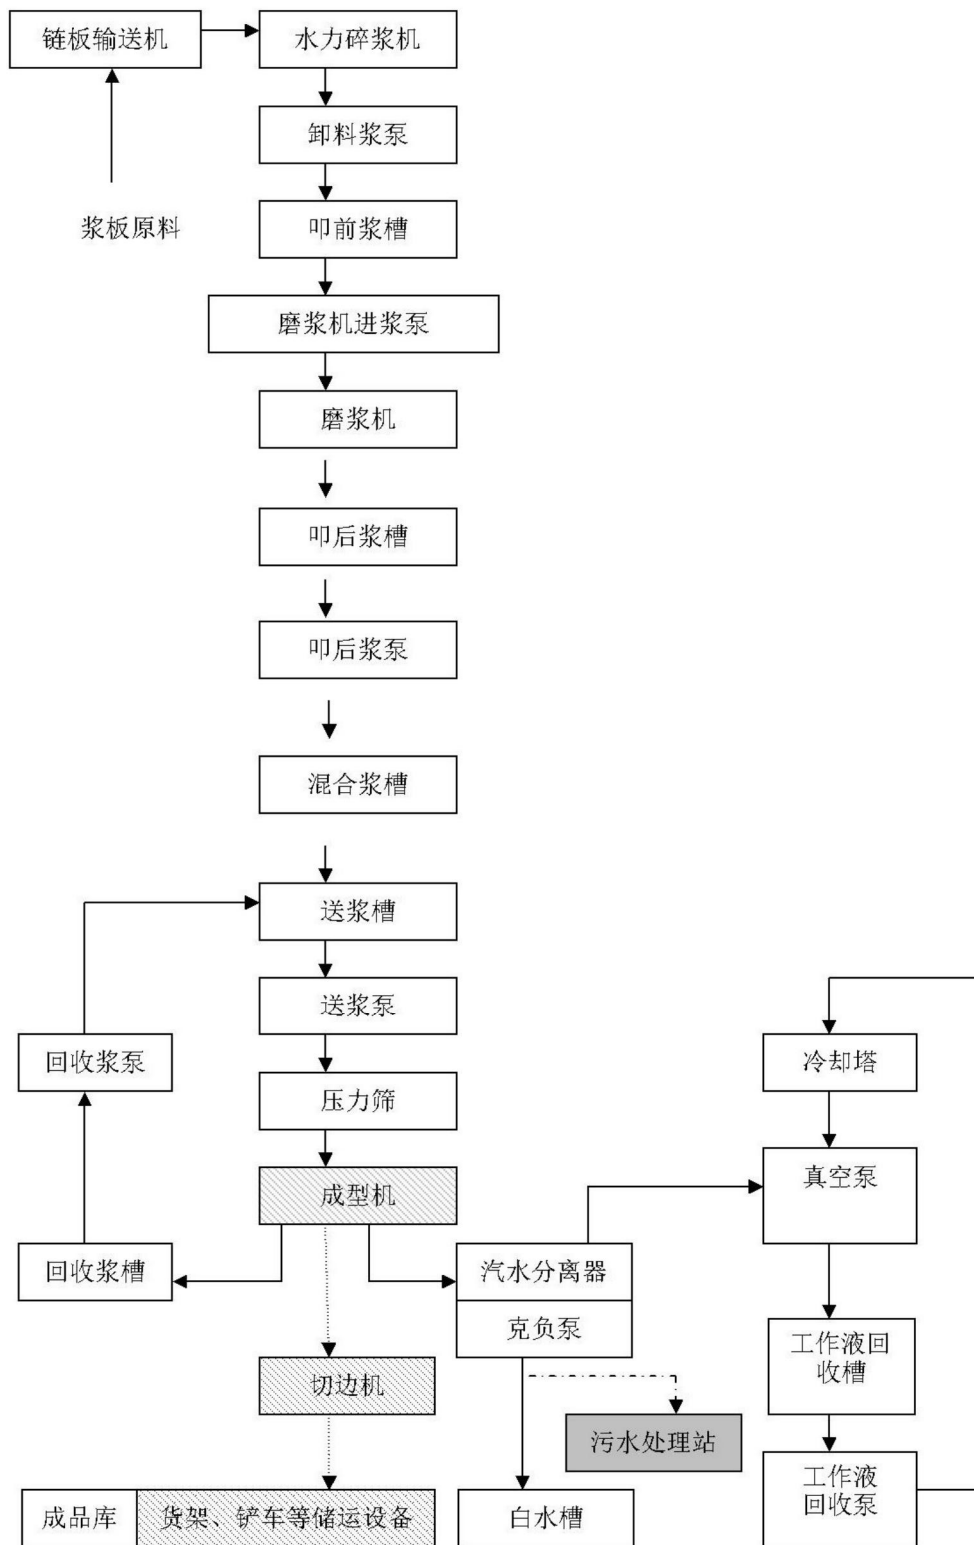 链板输送机
水力碎浆机
卸料浆泵
浆板原料
叩前浆槽
磨浆机进浆泵
磨浆机
叩后浆槽
叩后浆泵
混合浆槽
送浆槽
送浆泵
回收浆泵
冷却塔
压力筛
成型机
真空泵
回收浆槽
汽水分离器
克负泵
工作液回
收槽
切边机
污水处理站
工作液
回收泵
成品库
货架、铲车等储运设备
白水槽